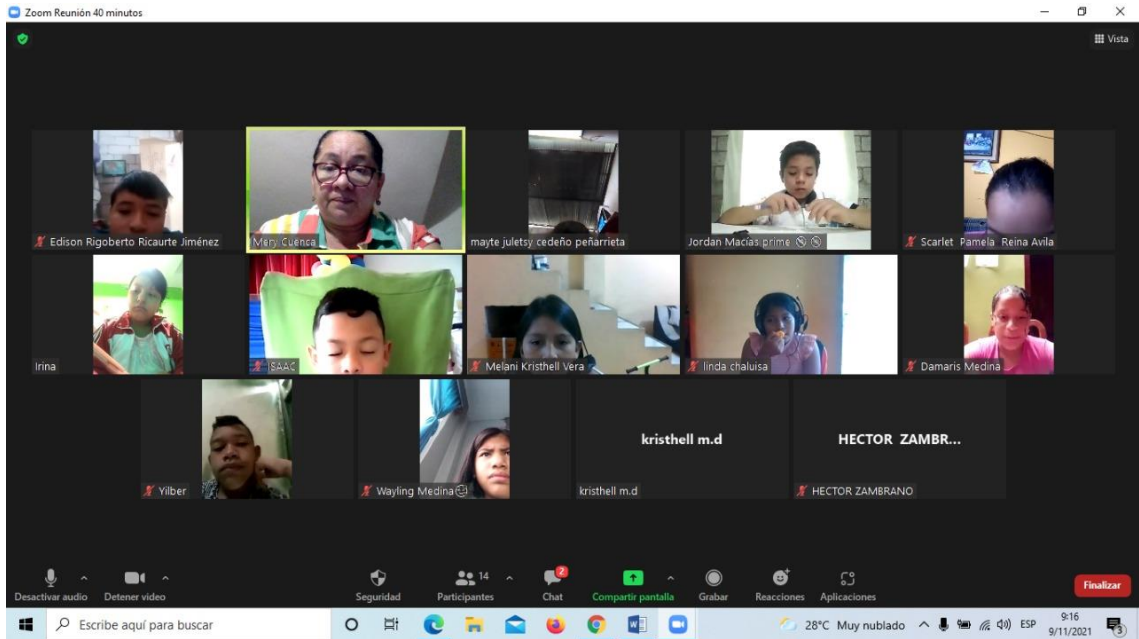 Zoom Reunión 40 minutos
Vista
Edison Rigoberto Ricaurte Jiménez
Mery Cuenca
mayte juletsy cedeño peñarrieta
Jordan Macías prime
Scarlet Pamela Reina Avila
Irina
ISAAC
Melani Kristhell Vera
linda chaluisa
Damaris Medina
Yilber
Wayling Medina
kristhell m.d
kristhell m.d
HECTOR ZAMBR...
HECTOR ZAMBRANO
Desactivar audio
Detener video
Seguridad
14
Participantes
2
Chat
Compartir pantalla
Grabar
Reacciones
Aplicaciones
Finalizar
Escribe aquí para buscar
28°C Muy nublado
ESP
9:16
9/11/2021
3